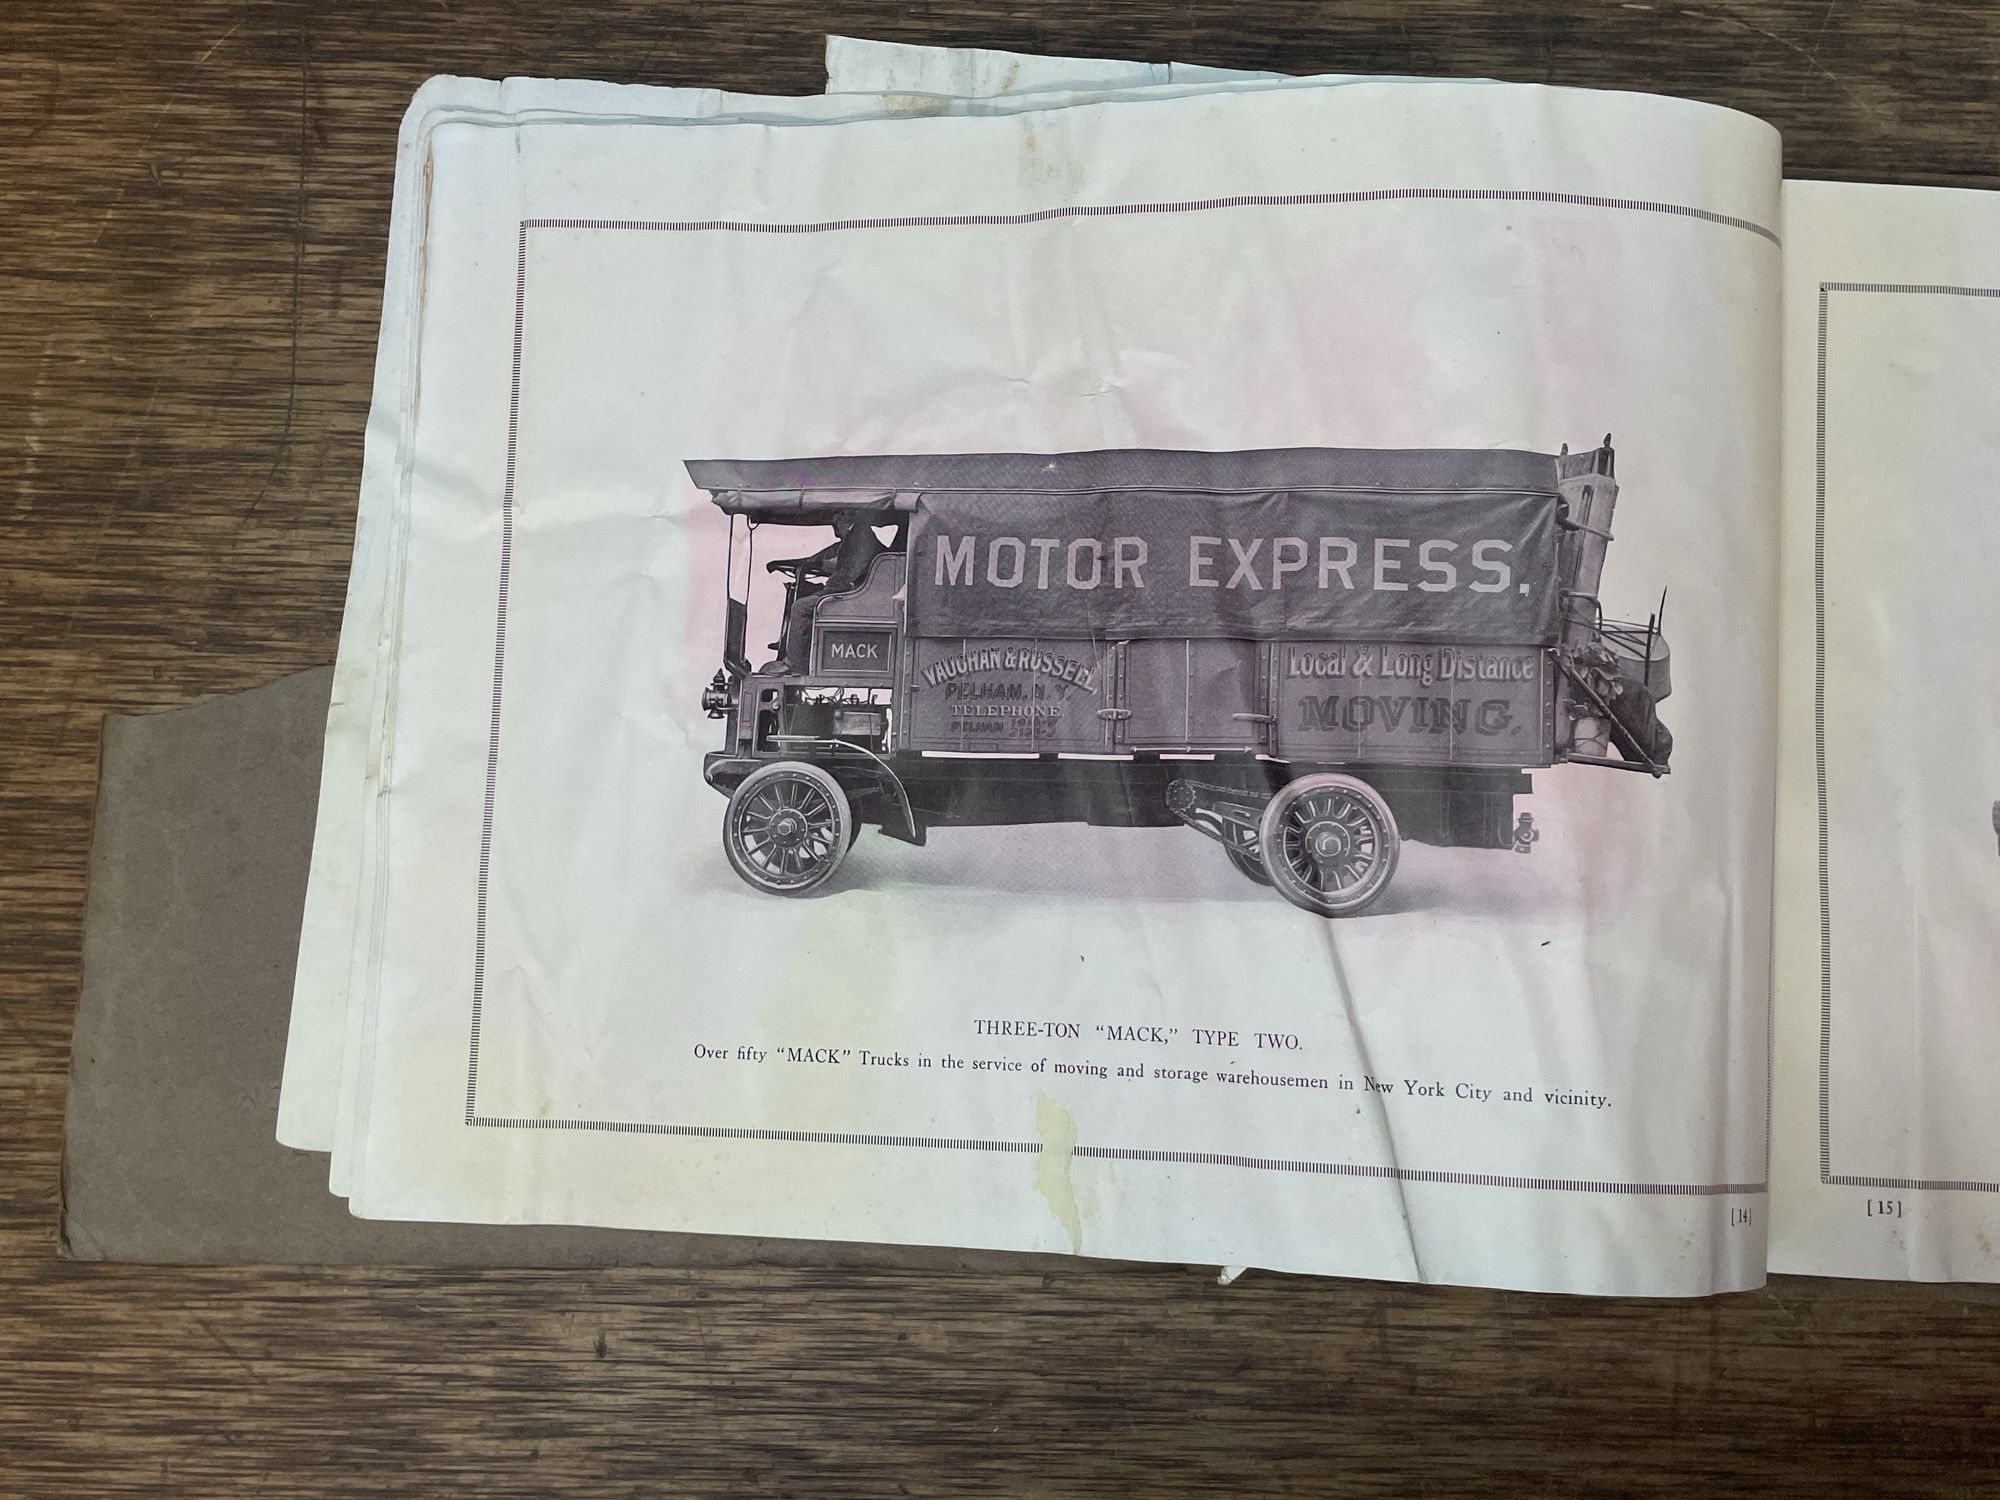 MOTOR EXPRESS.
MACK
VAUGHAN & RUSSELL,
PELHAM, N.Y.
TELEPHONE
PELHAM
Local & Long Distance
MOVING.
THREE-TON “MACK,” TYPE TWO.
Over fifty “MACK” Trucks in the service of moving and storage warehousemen in New York City and vicinity.
[14]
[15]